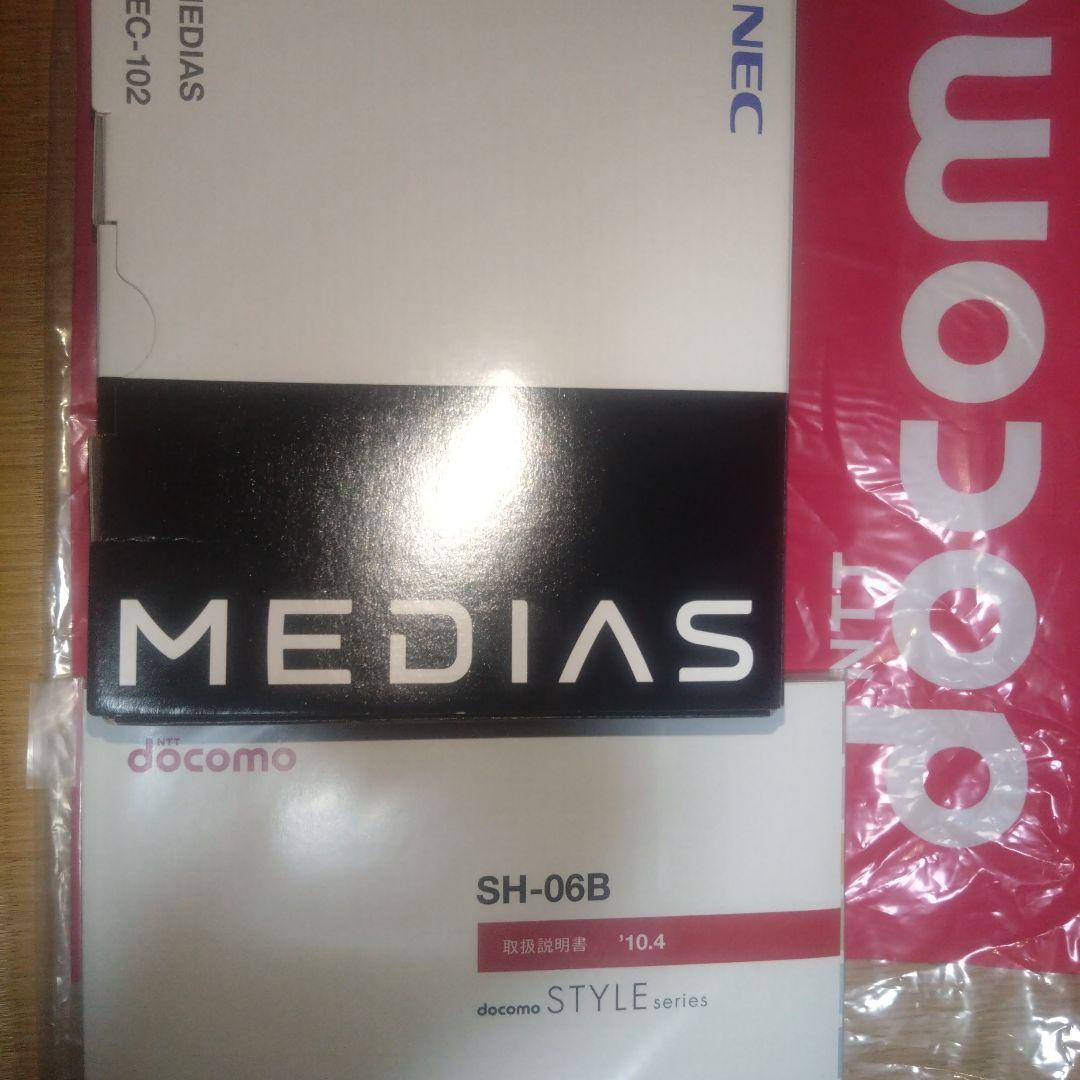 MEDIAS
NEC-102
NEC
MEDIAS
NTT
docomo
NTT
docomo
SH-06B
取扱説明書 '10.4
docomo STYLE series